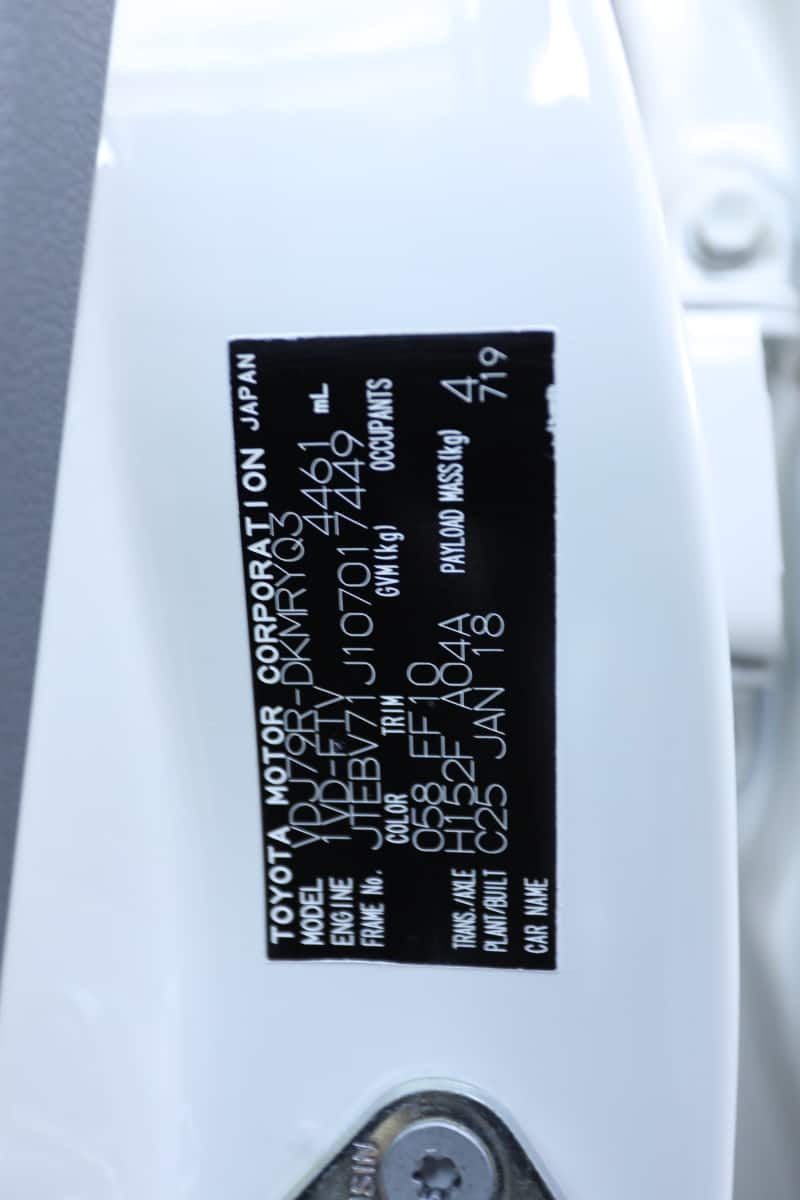 TOYOTA MOTOR CORPORATION JAPAN
MODEL VDJ79R-DKMRYQ3
ENGINE 1VD-FTV 4461 mL
FRAME No. JTEBV71J107017449
COLOR TRIM GVM(kg) OCCUPANTS
058 FF10
TRANS./AXLE H152F A04A PAYLOAD MASS(kg) 4
PLANT/BUILT C25 JAN 18 719
CAR NAME